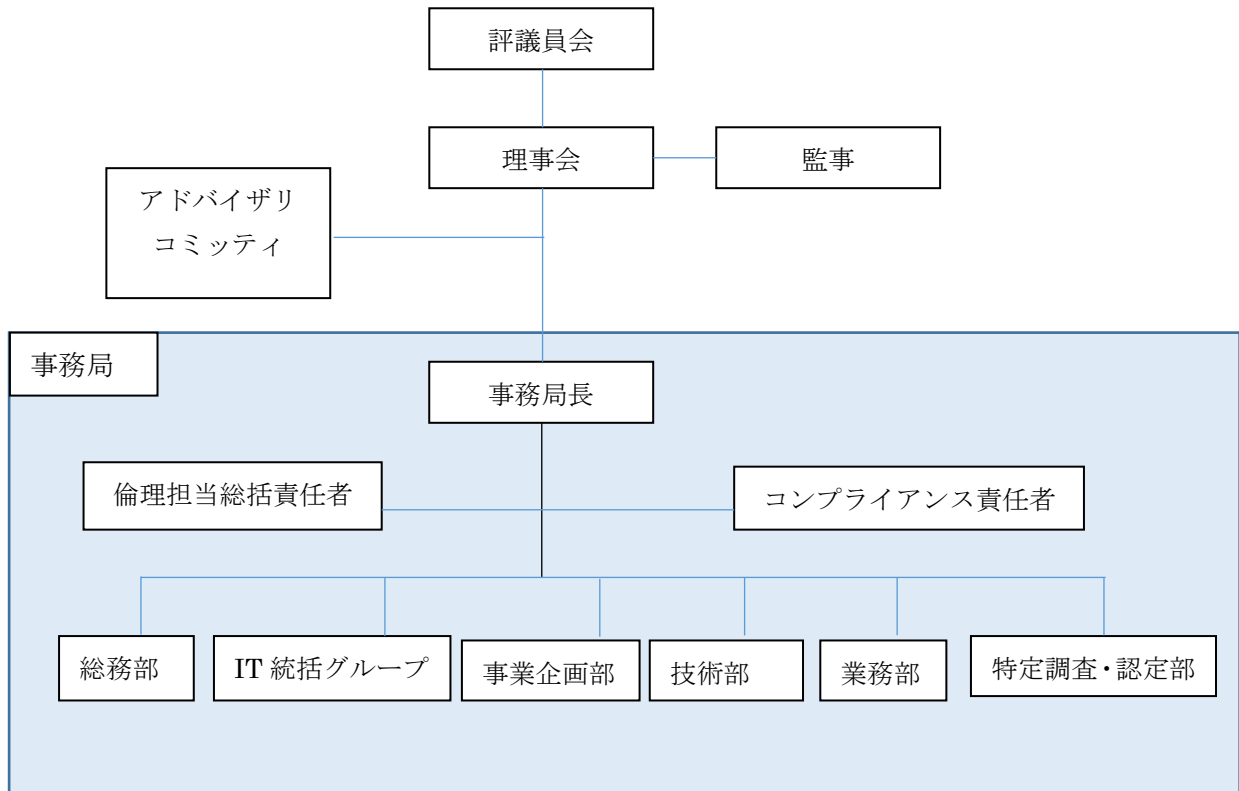 評議員会
理事会
監事
アドバイザリ
コミッティ
事務局
事務局長
倫理担当総括責任者
コンプライアンス責任者
総務部
IT 統括グループ
事業企画部
技術部
業務部
特定調査・認定部